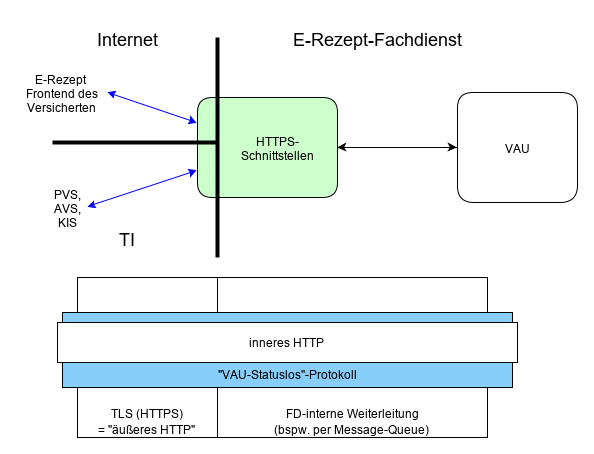 Internet
E-Rezept-Fachdienst
E-Rezept
Frontend des
Versicherten
HTTPS-
Schnittstellen
VAU
PVS,
AVS,
KIS
TI
inneres HTTP
"VAU-Statuslos"-Protokoll
TLS (HTTPS)
= "äußeres HTTP"
FD-interne Weiterleitung
(bspw. per Message-Queue)